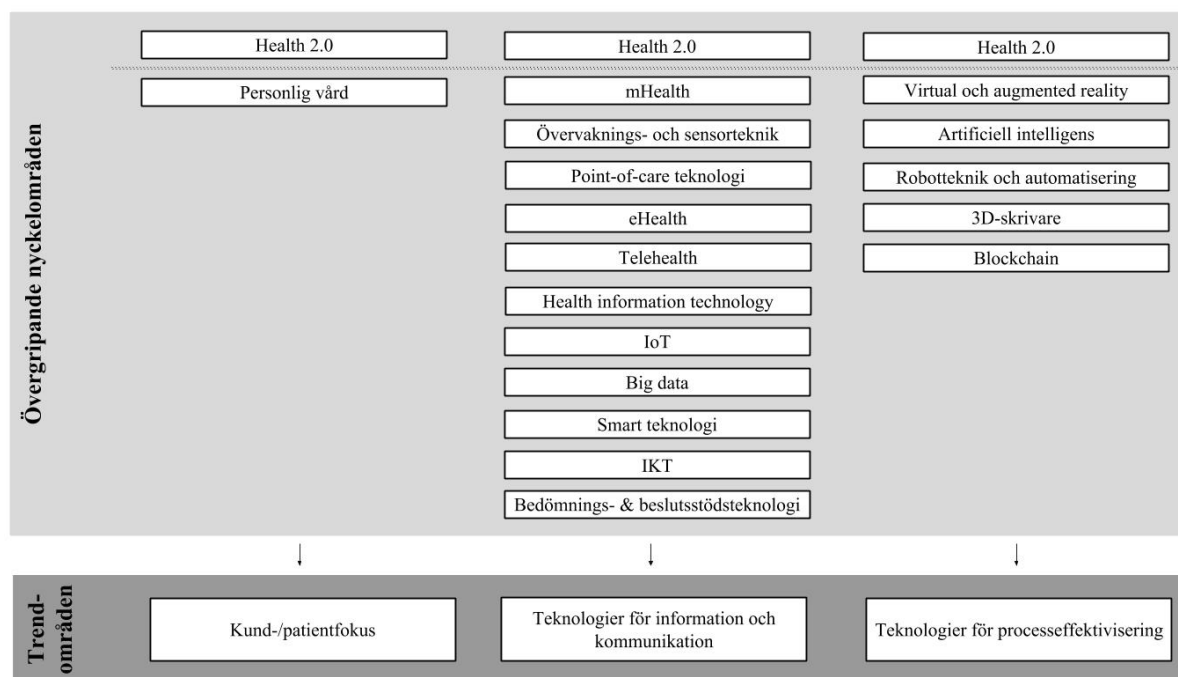 Övergripande nyckelområden
Health 2.0
Personlig vård
Health 2.0
mHealth
Övervaknings- och sensorteknik
Point-of-care teknologi
eHealth
Telehealth
Health information technology
IoT
Big data
Smart teknologi
IKT
Bedömnings- & beslutsstödsteknologi
Health 2.0
Virtual och augmented reality
Artificiell intelligens
Robotteknik och automatisering
3D-skrivare
Blockchain
Trend-
områden
Kund-/patientfokus
Teknologier för information och
kommunikation
Teknologier för processeffektivisering